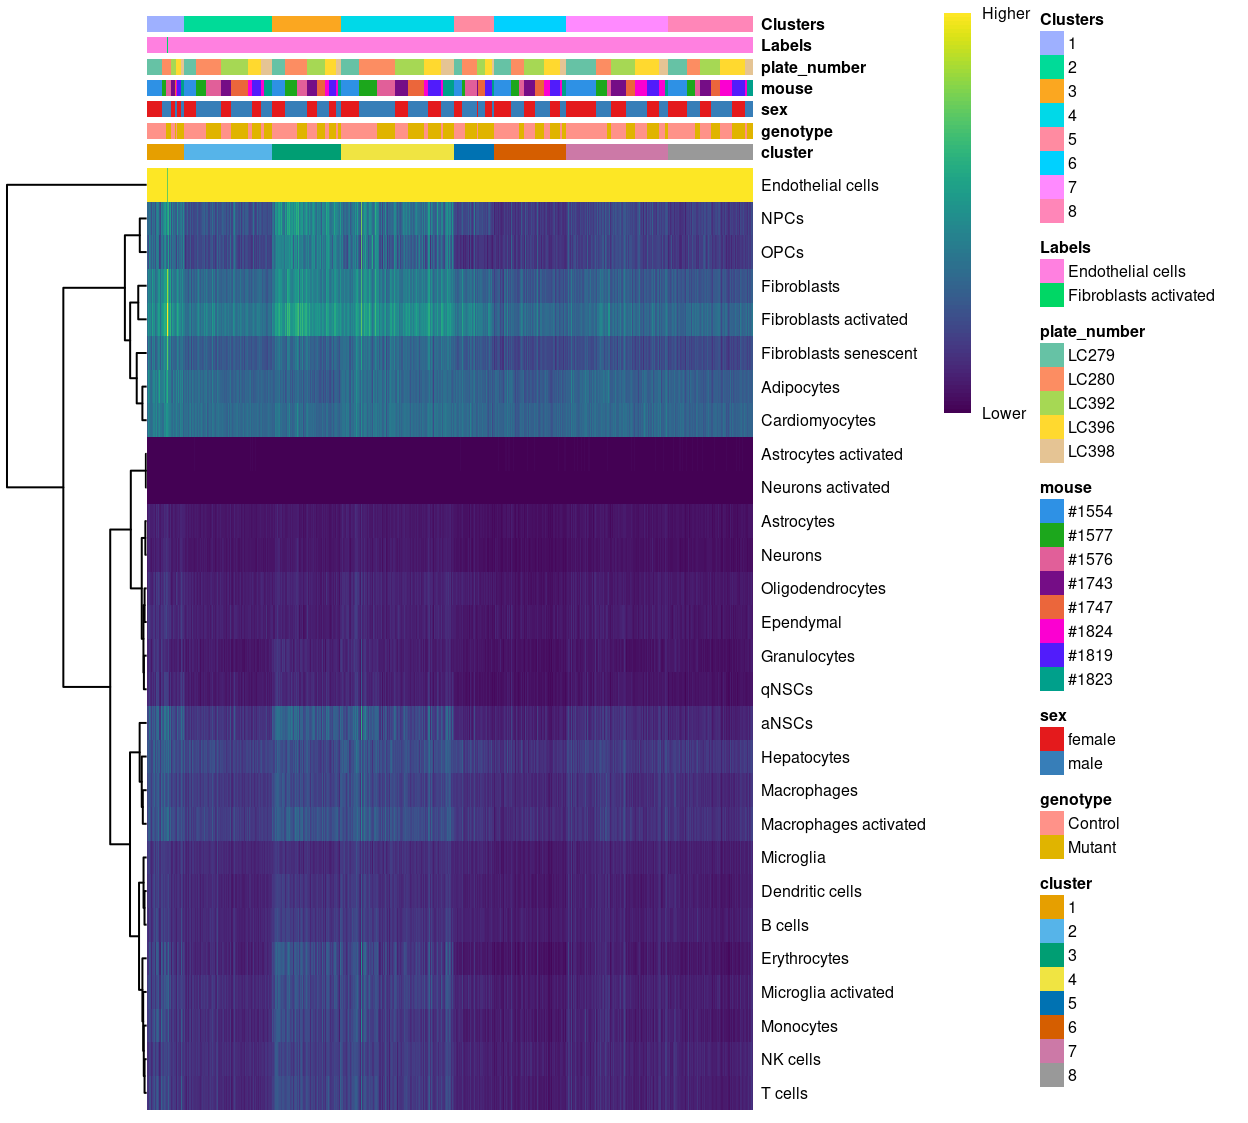 Clusters
Labels
plate_number
mouse
sex
genotype
cluster
Endothelial cells
NPCs
OPCs
Fibroblasts
Fibroblasts activated
Fibroblasts senescent
Adipocytes
Cardiomyocytes
Astrocytes activated
Neurons activated
Astrocytes
Neurons
Oligodendrocytes
Ependymal
Granulocytes
qNSCs
aNSCs
Hepatocytes
Macrophages
Macrophages activated
Microglia
Dendritic cells
B cells
Erythrocytes
Microglia activated
Monocytes
NK cells
T cells
Higher
Lower
Clusters
1
2
3
4
5
6
7
8
Labels
Endothelial cells
Fibroblasts activated
plate_number
LC279
LC280
LC392
LC396
LC398
mouse
#1554
#1577
#1576
#1743
#1747
#1824
#1819
#1823
sex
female
male
genotype
Control
Mutant
cluster
1
2
3
4
5
6
7
8